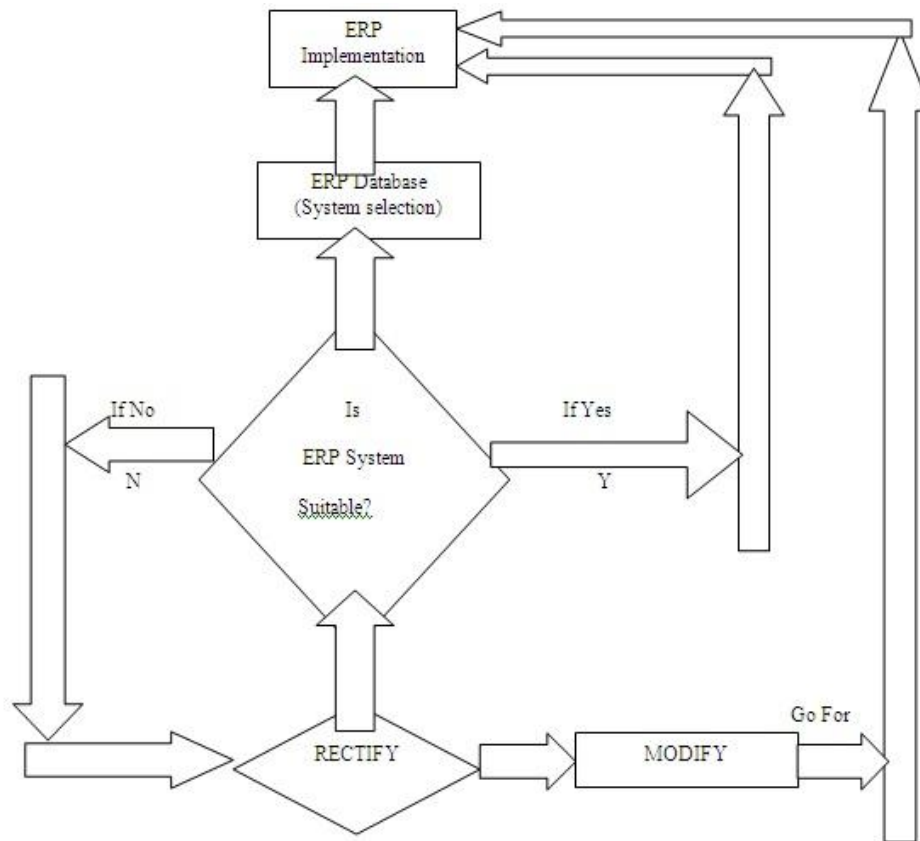 ERP
Implementation
ERP Database
(System selection)
If No
N
Is
ERP System
Suitable?
If Yes
Y
RECTIFY
MODIFY
Go For